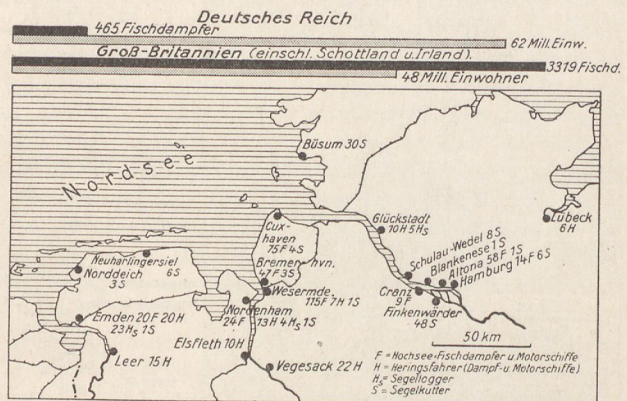 Deutsches Reich
465 Fischdampfer
62 Mill. Einw.
Groß-Britannien (einschl. Schottland u. Irland).
3319 Fischd.
48 Mill. Einwohner
Nordsee
Büsum 30 S
Lübeck
6 H
Glückstadt
10 H 5 Hs
Cux-
haven
75 F 4 S
Schulau-Wedel 8 S
Blankenese 1 S
Altona 58 F 1 S
Hamburg 14 F 6 S
Neuharlingersiel
6 S
Norddeich
3 S
Bremerhvn.
47 F 3 S
Wesermde.
115 F 7 H 1 S
Cranz
9 F
Finkenwärder
48 S
Nordenham
24 F 13 H 4 Hs 1 S
Emden 20 F 20 H
23 Hs 1 S
Elsfleth 10 H
Leer 15 H
Vegesack 22 H
50 km
F = Hochsee-Fischdampfer u. Motorschiffe
H = Heringsfahrer (Dampf- u. Motorschiffe)
Hs = Segellogger
S = Segelkutter